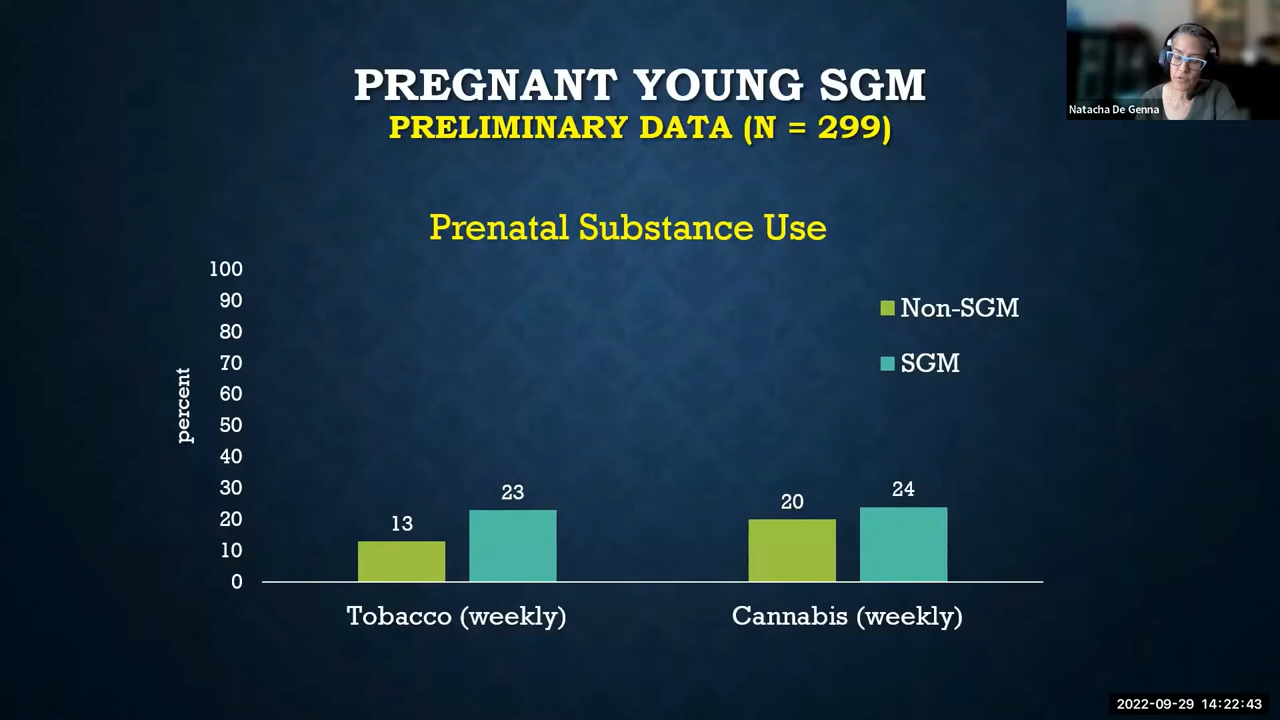 PREGNANT YOUNG SGM
PRELIMINARY DATA (N = 299)
Natacha De Genna
Prenatal Substance Use
100
90
80
70
60
50
40
30
20
10
0
percent
Non-SGM
SGM
13
23
20
24
Tobacco (weekly)
Cannabis (weekly)
2022-09-29 14:22:43